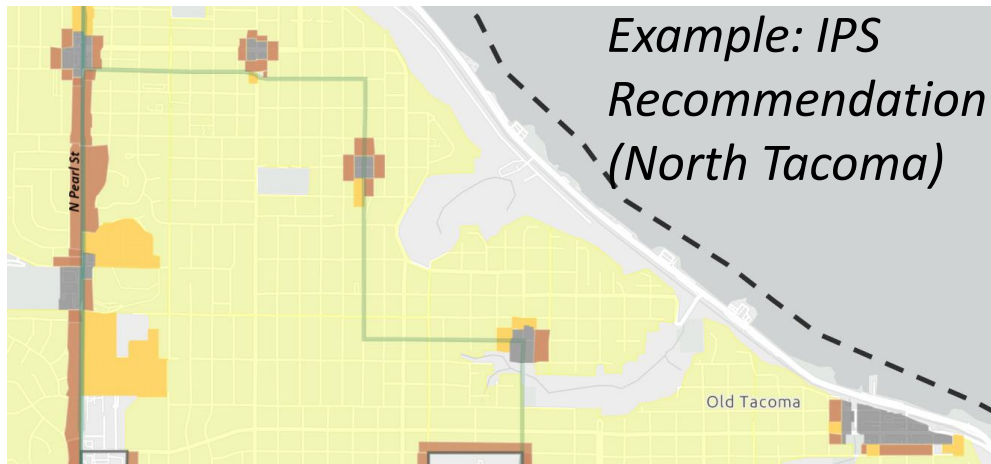 Example: IPS
Recommendation
(North Tacoma)
N Pearl St
Old Tacoma